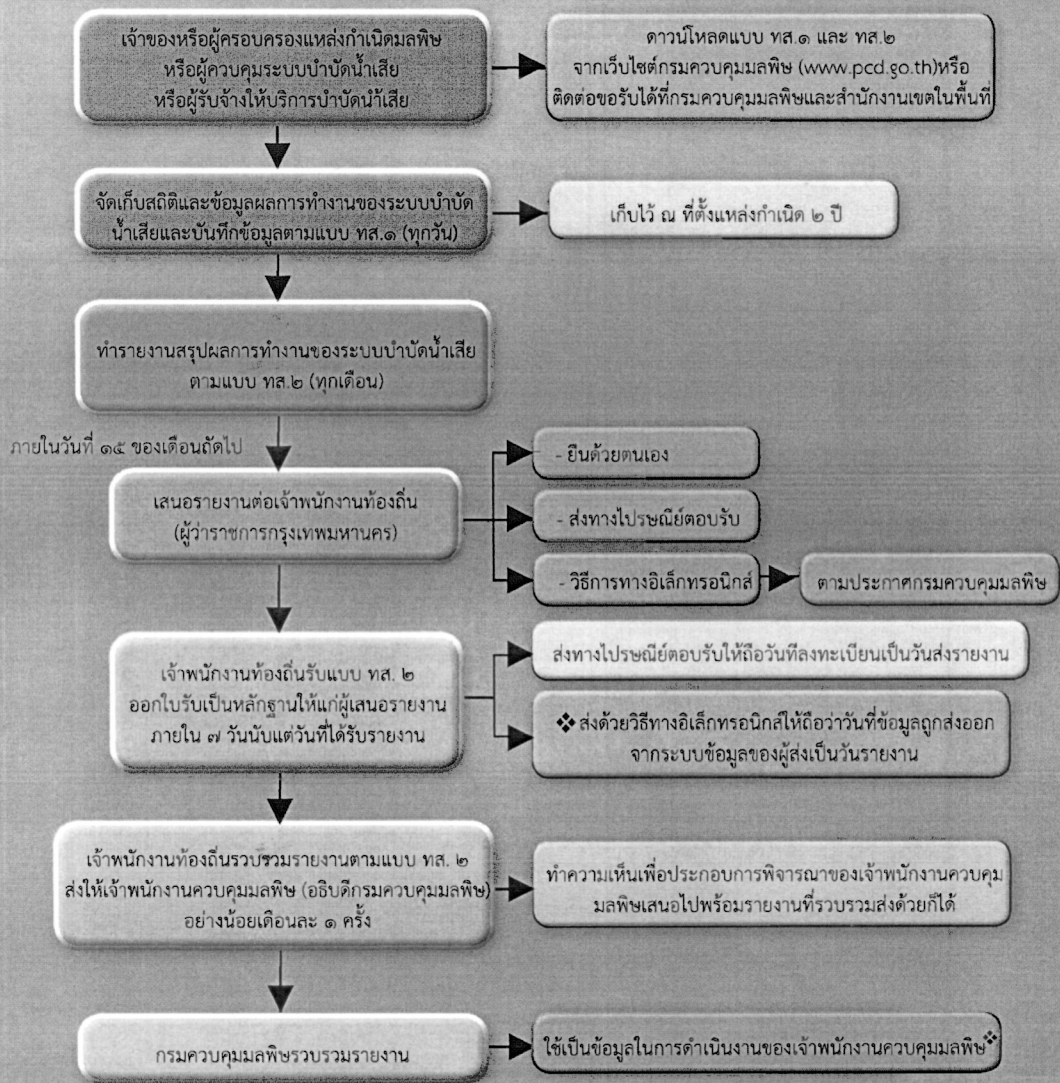 เจ้าของหรือผู้ครอบครองแหล่งกำเนิดมลพิษ
หรือผู้ควบคุมระบบบำบัดน้ำเสีย
หรือผู้รับจ้างให้บริการบำบัดน้ำเสีย
ดาวน์โหลดแบบ ทส.๑ และ ทส.๒
จากเว็บไซต์กรมควบคุมมลพิษ (www.pcd.go.th)หรือ
ติดต่อขอรับได้ที่กรมควบคุมมลพิษและสำนักงานเขตในพื้นที่
จัดเก็บสถิติและข้อมูลผลการทำงานของระบบบำบัด
น้ำเสียและบันทึกข้อมูลตามแบบ ทส.๑ (ทุกวัน)
เก็บไว้ ณ ที่ตั้งแหล่งกำเนิด ๒ ปี
ทำรายงานสรุปผลการทำงานของระบบบำบัดน้ำเสีย
ตามแบบ ทส.๒ (ทุกเดือน)
ภายในวันที่ ๑๕ ของเดือนถัดไป
เสนอรายงานต่อเจ้าพนักงานท้องถิ่น
(ผู้ว่าราชการกรุงเทพมหานคร)
- ยืนด้วยตนเอง
- ส่งทางไปรษณีย์ตอบรับ
- วิธีการทางอิเล็กทรอนิกส์
ตามประกาศกรมควบคุมมลพิษ
เจ้าพนักงานท้องถิ่นรับแบบ ทส. ๒
ออกใบรับเป็นหลักฐานให้แก่ผู้เสนอรายงาน
ภายใน ๗ วันนับแต่วันที่ได้รับรายงาน
ส่งทางไปรษณีย์ตอบรับให้ถือวันที่ลงทะเบียนเป็นวันส่งรายงาน
❖ ส่งด้วยวิธีทางอิเล็กทรอนิกส์ให้ถือว่าวันที่ข้อมูลถูกส่งออก
จากระบบข้อมูลของผู้ส่งเป็นวันรายงาน
เจ้าพนักงานท้องถิ่นรวบรวมรายงานตามแบบ ทส. ๒
ส่งให้เจ้าพนักงานควบคุมมลพิษ (อธิบดีกรมควบคุมมลพิษ)
อย่างน้อยเดือนละ ๑ ครั้ง
ทำความเห็นเพื่อประกอบการพิจารณาของเจ้าพนักงานควบคุม
มลพิษเสนอไปพร้อมรายงานที่รวบรวมส่งด้วยก็ได้
กรมควบคุมมลพิษรวบรวมรายงาน
ใช้เป็นข้อมูลในการดำเนินงานของเจ้าพนักงานควบคุมมลพิษ❖